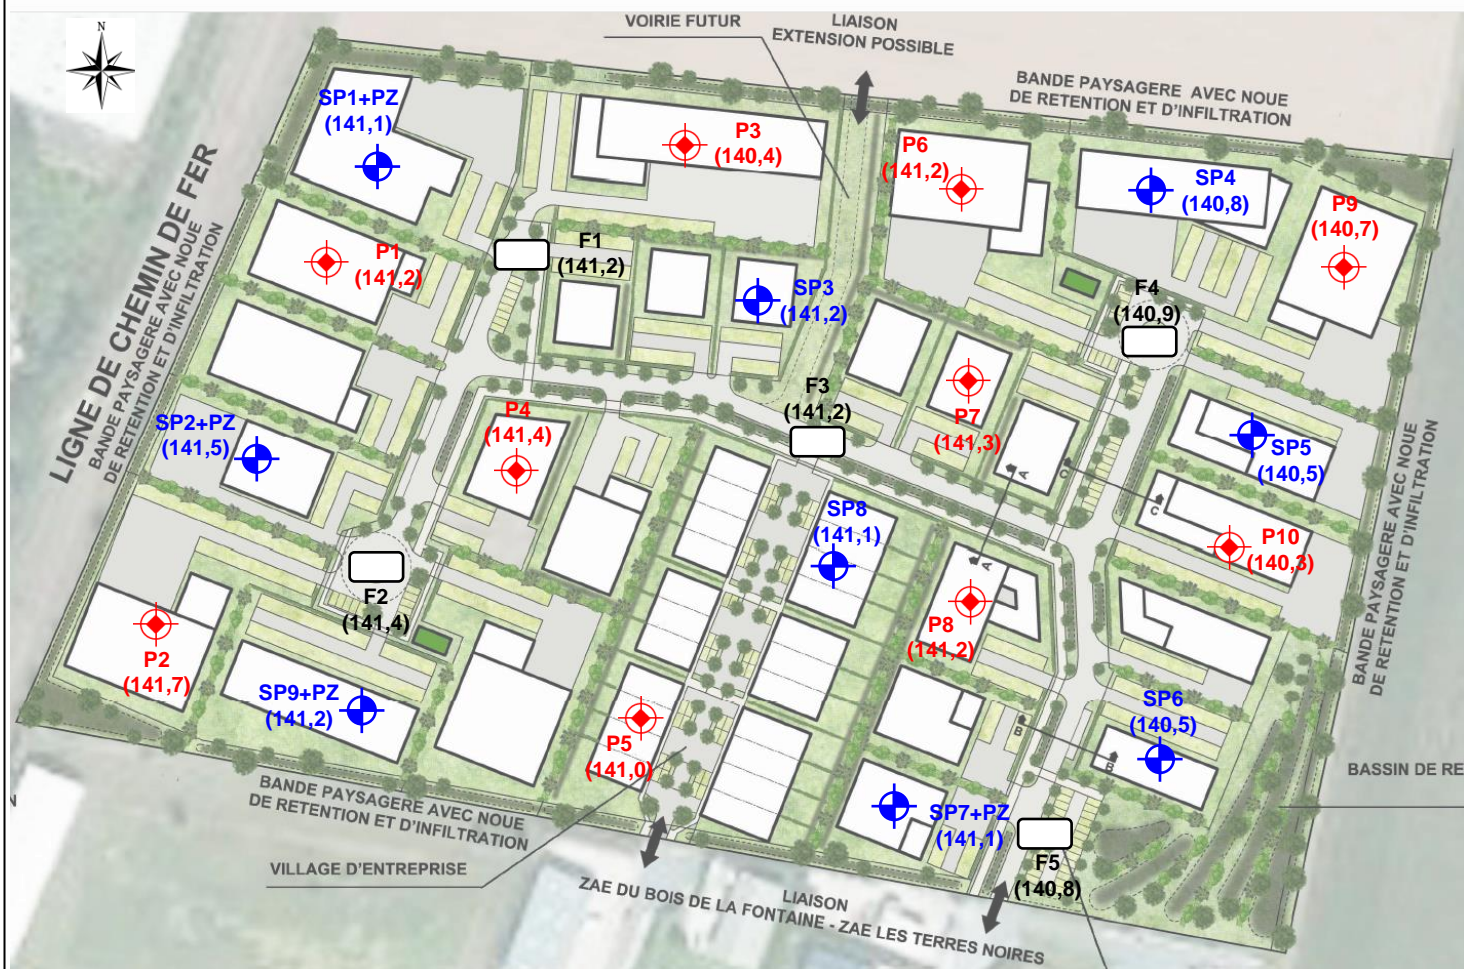 N
VOIRIE FUTUR
LIAISON
EXTENSION POSSIBLE
BANDE PAYSAGERE AVEC NOUE
DE RETENTION ET D'INFILTRATION
SP1+PZ
(141,1)
P3
(140,4)
P6
(141,2)
SP4
(140,8)
P9
(140,7)
LIGNE DE CHEMIN DE FER
BANDE PAYSAGERE AVEC NOUE
DE RETENTION ET D'INFILTRATION
P1
(141,2)
F1
(141,2)
SP3
(141,2)
F4
(140,9)
F3
(141,2)
P7
(141,3)
P4
(141,4)
SP2+PZ
(141,5)
SP5
(140,5)
A
C
C
BANDE PAYSAGERE AVEC NOUE
DE RETENTION ET D'INFILTRATION
SP8
(141,1)
P10
(140,3)
A
F2
(141,4)
P8
(141,2)
P2
(141,7)
SP9+PZ
(141,2)
P5
(141,0)
SP6
(140,5)
B
B
BASSIN DE RE
N
BANDE PAYSAGERE AVEC NOUE
DE RETENTION ET D'INFILTRATION
SP7+PZ
(141,1)
F5
(140,8)
VILLAGE D'ENTREPRISE
LIAISON
ZAE DU BOIS DE LA FONTAINE - ZAE LES TERRES NOIRES